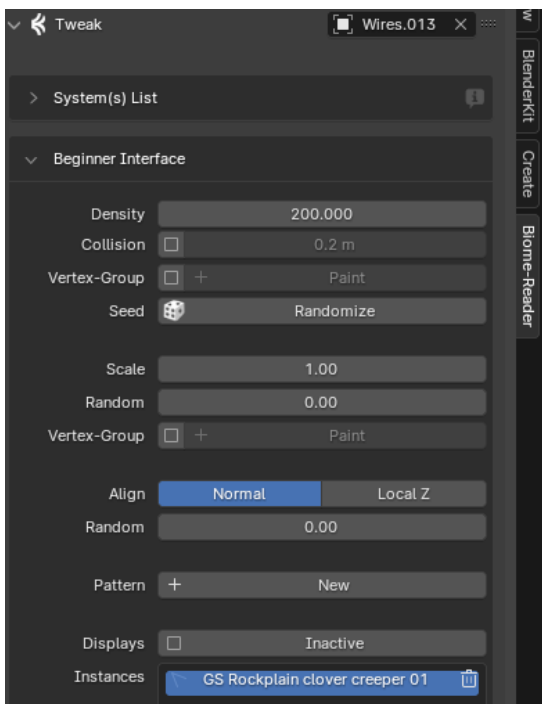 Tweak Wires.013
w
System(s) List
BlenderKit
Beginner Interface
Create
Density 200.000
Biome-Reader
Collision 0.2 m
Vertex-Group Paint
Seed Randomize
Scale 1.00
Random 0.00
Vertex-Group Paint
Align Normal Local Z
Random 0.00
Pattern New
Displays Inactive
Instances GS Rockplain clover creeper 01